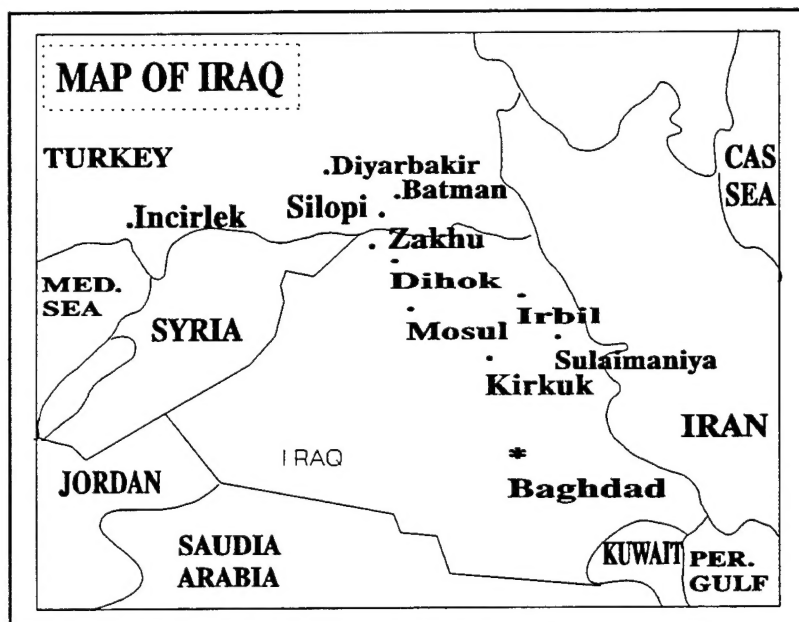 MAP OF IRAQ
TURKEY
CAS
SEA
.Diyarbakir
.Batman
Silopi
.Incirlek
Zakhu
MED.
SEA
Dihok
SYRIA
Mosul
Irbil
Sulaimaniya
Kirkuk
IRAN
IRAQ
*
JORDAN
Baghdad
SAUDIA
ARABIA
KUWAIT
PER.
GULF